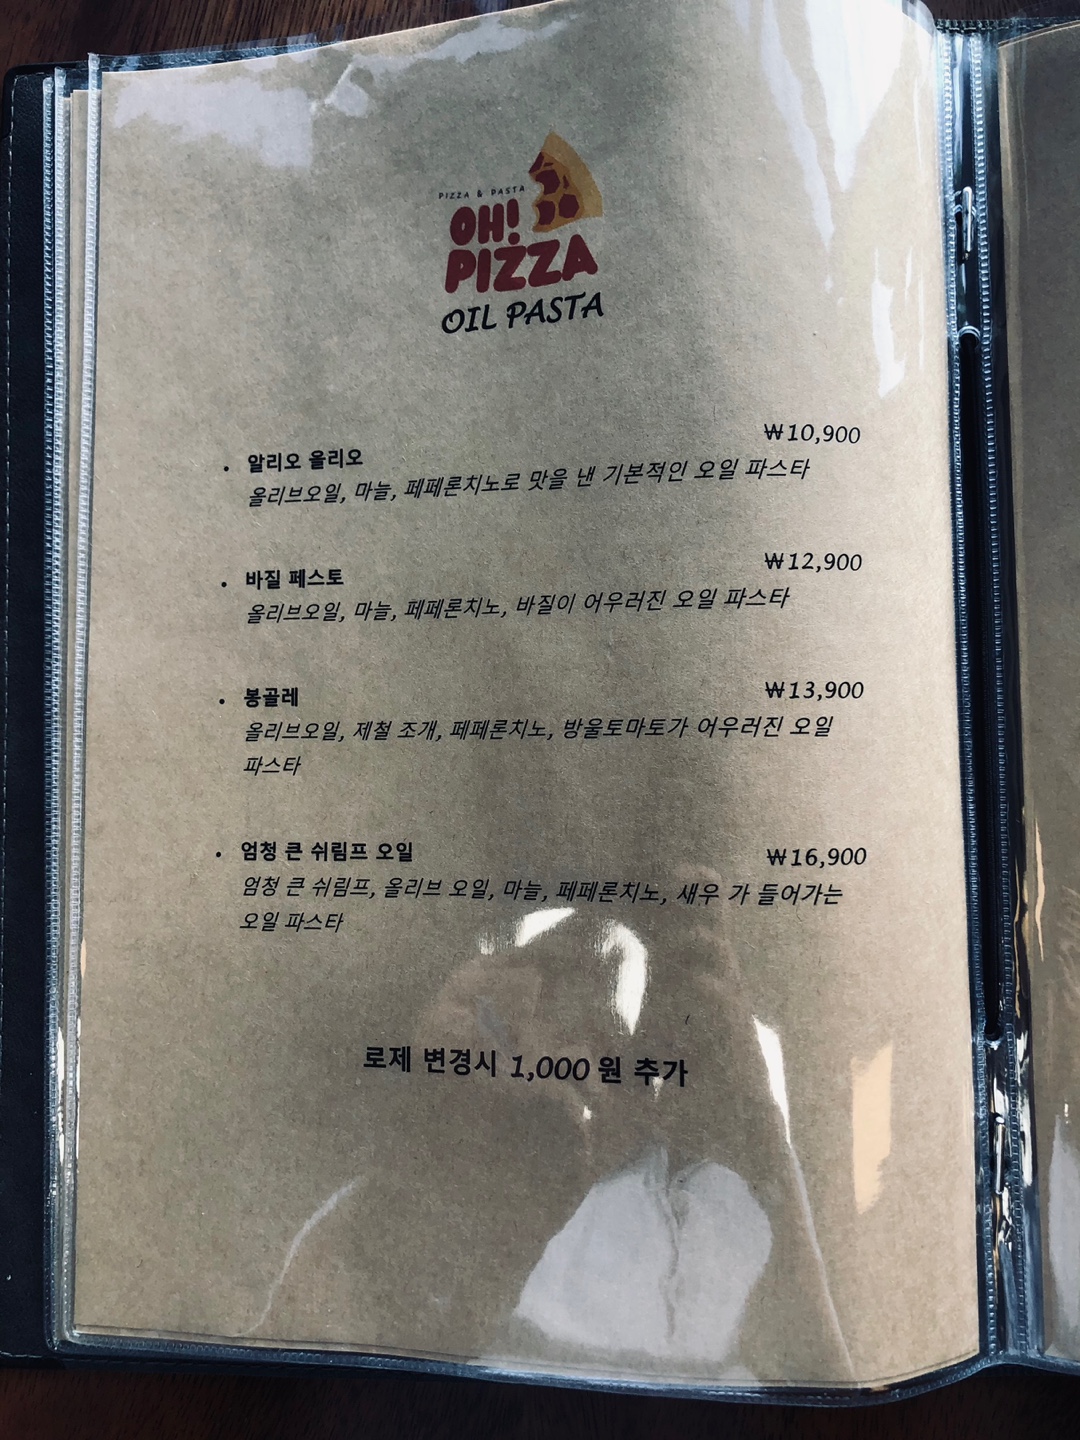 PIZZA & PASTA
OH!
PIZZA
OIL PASTA
₩10,900
• 알리오 올리오
올리브오일, 마늘, 페페론치노로 맛을 낸 기본적인 오일 파스타
₩12,900
• 바질 페스토
올리브오일, 마늘, 페페론치노, 바질이 어우러진 오일 파스타
• 봉골레 ₩13,900
올리브오일, 제철 조개, 페페론치노, 방울토마토가 어우러진 오일
파스타
• 엄청 큰 쉬림프 오일 ₩16,900
엄청 큰 쉬림프, 올리브 오일, 마늘, 페페론치노, 새우 가 들어가는
오일 파스타
로제 변경시 1,000 원 추가